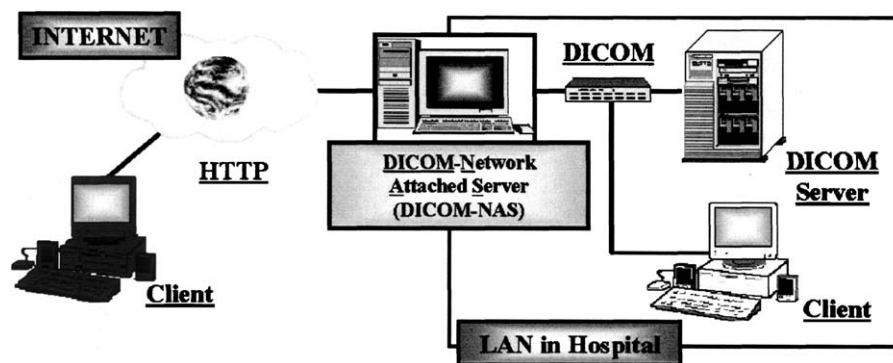 INTERNET
HTTP
Client
DICOM-Network
Attached Server
(DICOM-NAS)
DICOM
DICOM
Server
Client
LAN in Hospital